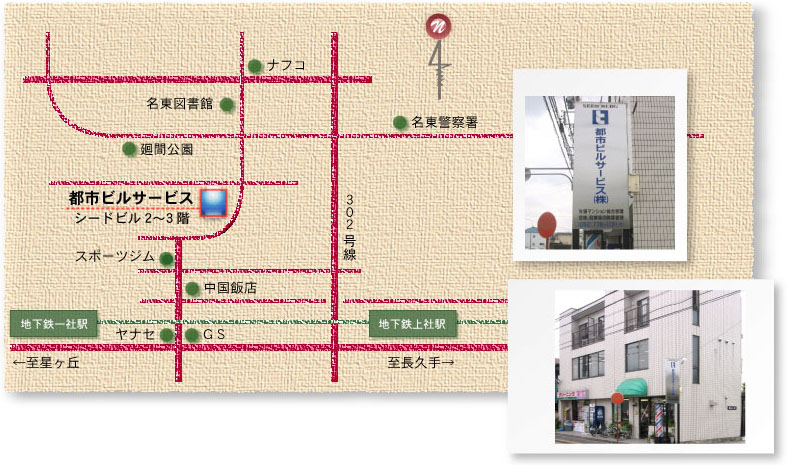 N
ナフコ
名東図書館
名東警察署
廻間公園
都市ビルサービス
シードビル 2～3 階
302号線
スポーツジム
中国飯店
地下鉄一社駅
地下鉄上社駅
ヤナセ
GS
←至星ヶ丘
至長久手→
SEED BLDG
都市ビルサービス㈱